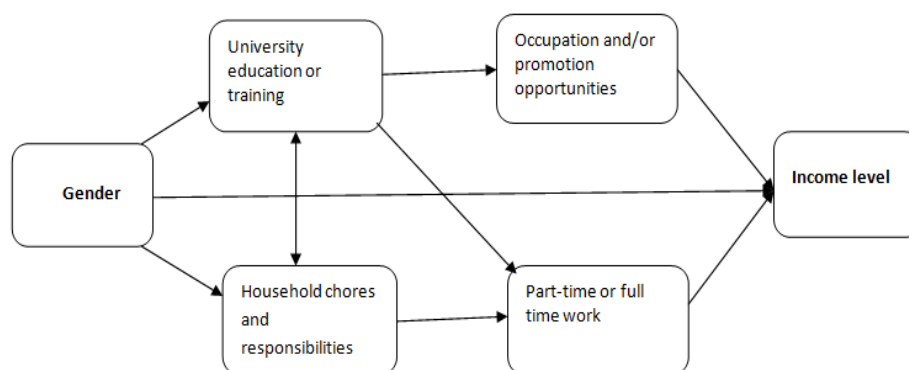 University
education or
training
Occupation and/or
promotion
opportunities
Gender
Income level
Household chores
and
responsibilities
Part-time or full
time work